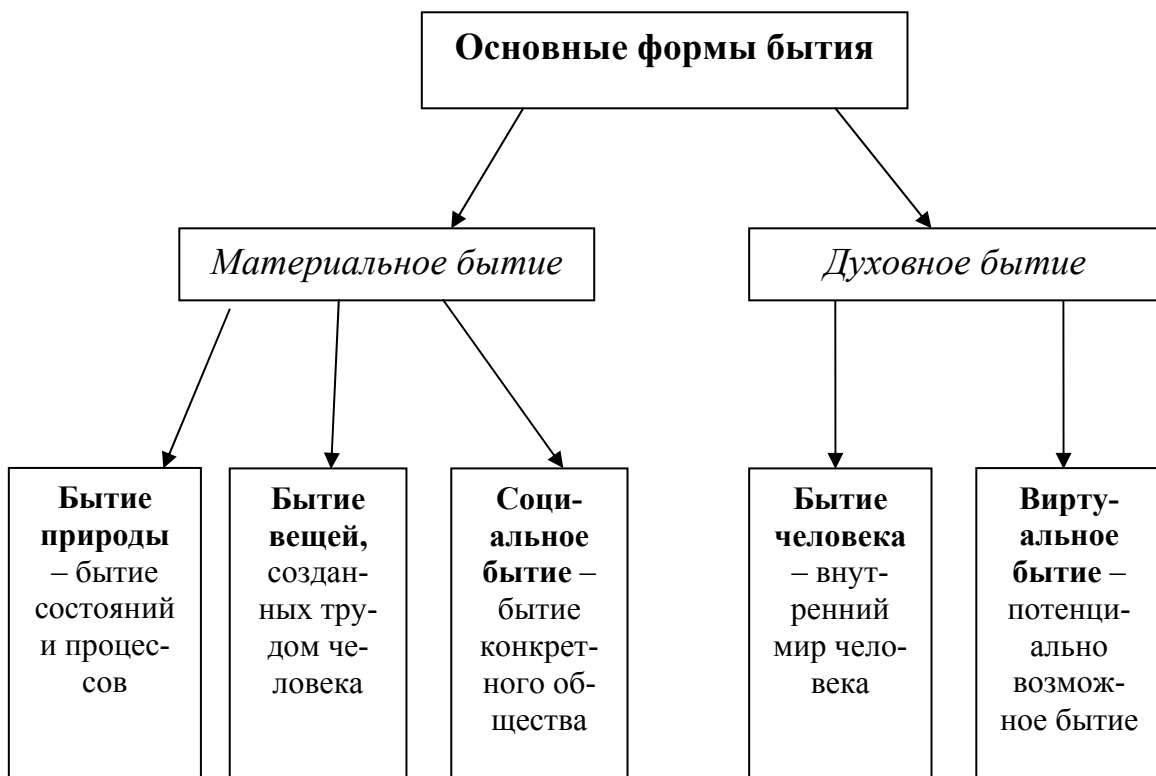 Основные формы бытия
Материальное бытие
Духовное бытие
Бытие
природы
– бытие
состояний
и процес-
сов
Бытие
вещей,
создан-
ных тру-
дом че-
ловека
Соци-
альное
бытие –
бытие
конкрет-
ного об-
щества
Бытие
человека
– внут-
ренний
мир чело-
века
Вирту-
альное
бытие –
потенци-
ально
возмож-
ное бытие